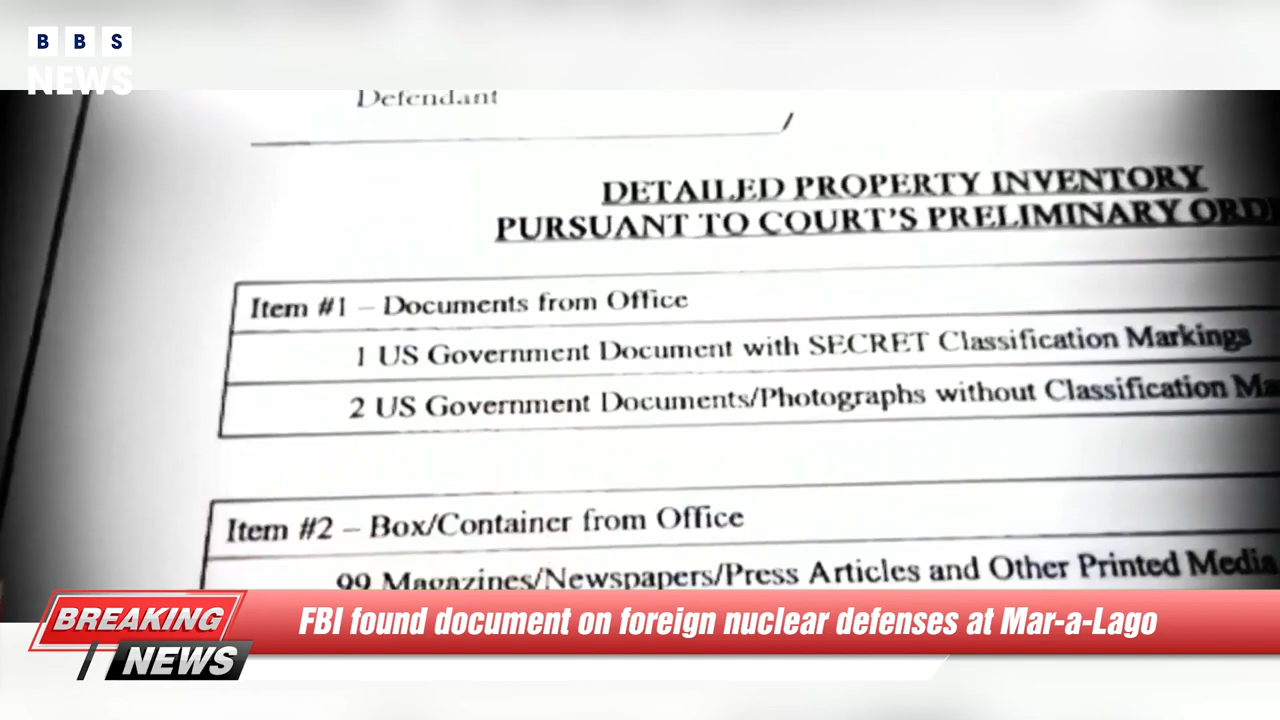 BBS
NEWS
Defendant
/
DETAILED PROPERTY INVENTORY
PURSUANT TO COURT'S PRELIMINARY
Item #1 – Documents from Office
1 US Government Document with SECRET Classification Markings
2 US Government Documents/Photographs without Classification
Item #2 – Box/Container from Office
99 Magazines/Newspapers/Press Articles and Other Printed Media
BREAKING
NEWS
FBI found document on foreign nuclear defenses at Mar-a-Lago